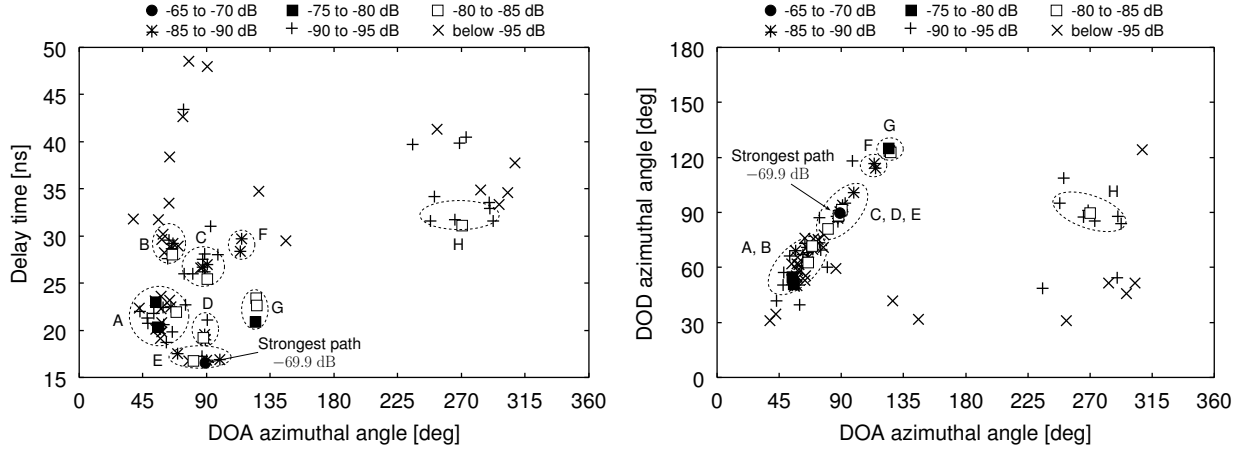 -65 to -70 dB -75 to -80 dB -80 to -85 dB
-85 to -90 dB -90 to -95 dB below -95 dB
50
45
40
35
30
25
20
15
Delay time [ns]
A
B
C
D
E
F
G
H
Strongest path
−69.9 dB
0 45 90 135 180 225 270 315 360
DOA azimuthal angle [deg]
-65 to -70 dB -75 to -80 dB -80 to -85 dB
-85 to -90 dB -90 to -95 dB below -95 dB
180
150
120
90
60
30
0
DOD azimuthal angle [deg]
G
F
Strongest path
−69.9 dB
H
C, D, E
A, B
0 45 90 135 180 225 270 315 360
DOA azimuthal angle [deg]